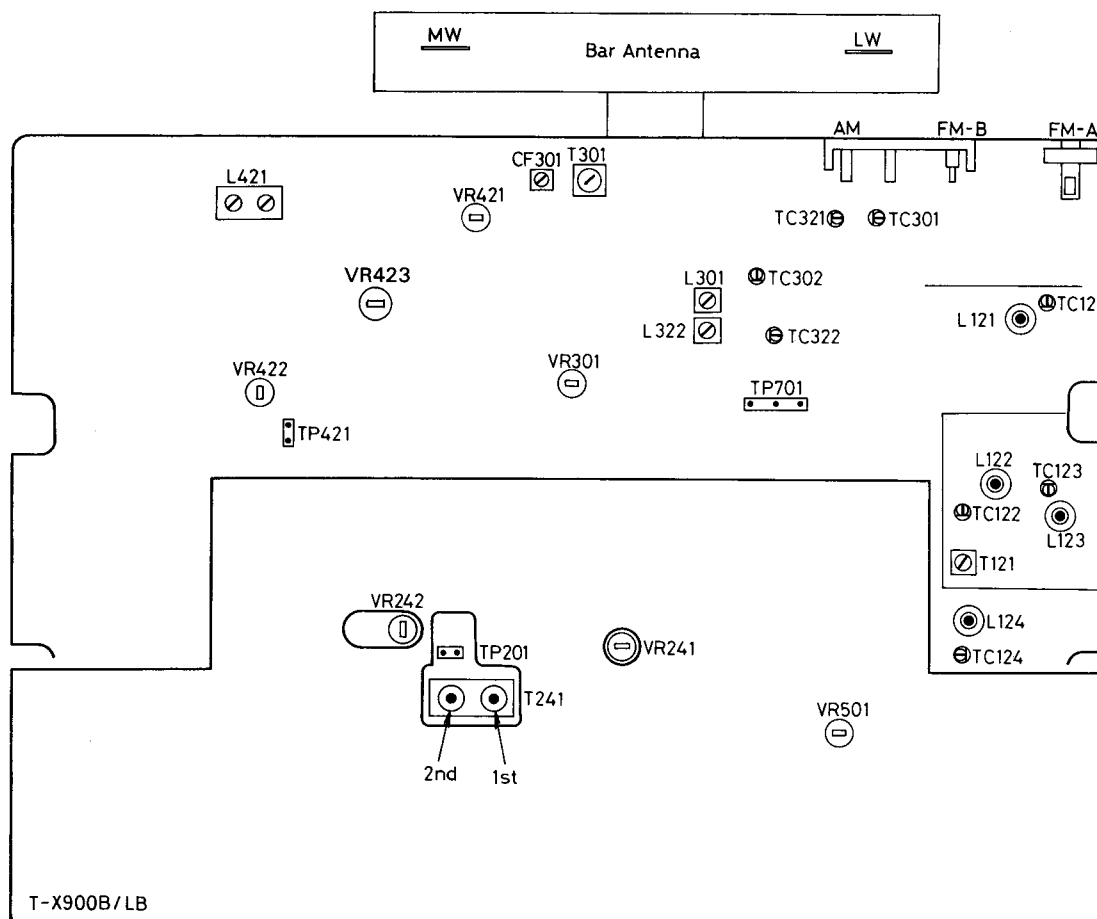 MW
Bar Antenna
LW
AM
FM-B
FM-A
CF301
T301
L421
VR421
TC321
TC301
VR423
L301
TC302
L121
TC12
L322
TC322
VR422
VR301
TP701
TP421
L122
TC123
TC122
L123
T121
VR242
TP201
VR241
L124
TC124
T241
VR501
2nd
1st
T-X900B/LB